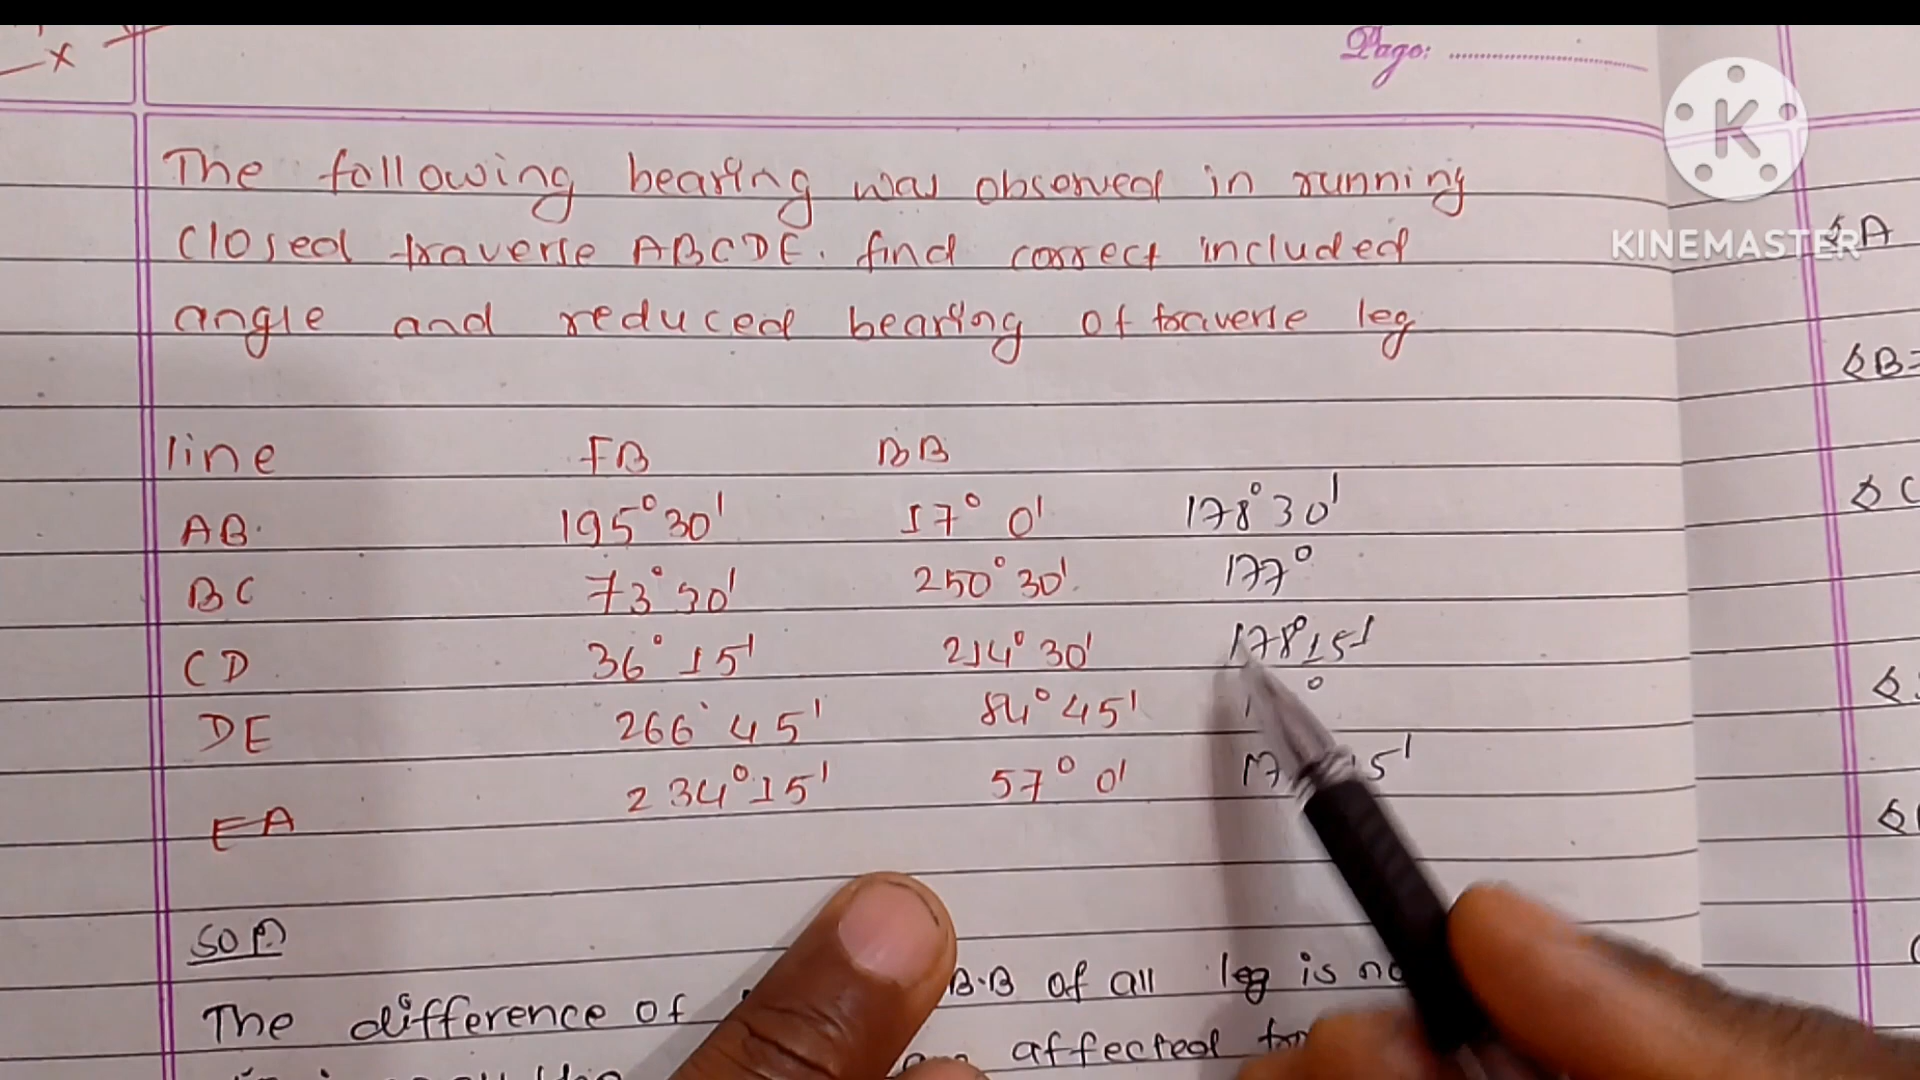 x
Page:
KINEMASTER
The following bearing was observed in running
closed traverse ABCDE. find correct included
angle and reduced bearing of traverse leg
line FB BB
AB 195°30' 17° 0' 178°30'
BC 73°30' 250°30' 177°
CD 36°15' 214°30' 178°15'
DE 266°45' 84°45'
EA 234°15' 57° 0'
Soln
The difference of B.B of all leg is
affected
A
B=
C